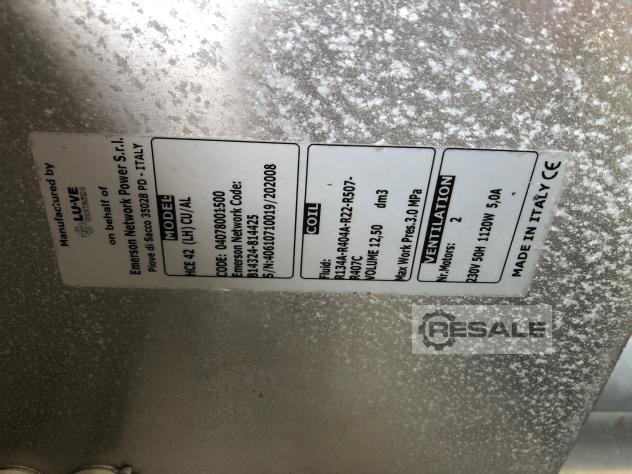 Manufactured by
LU-VE
on behalf of
Emerson Network Power S.r.l.
Piove di Sacco 35028 PD - ITALY
MODEL
HCE 42 (LH) CU/AL
CODE: 04078001S500
Emerson Network Code:
814324-814425
S/N:40610710019/202008
COIL
Fluid:
R134A-R404A-R22-R507-
R407C
VOLUME 12,50 dm3
Max Work Pres.3.0 MPa
VENTILATION
Nr.Motors: 2
230V 50H 1120W 5,0A
MADE IN ITALY CE
RESALE